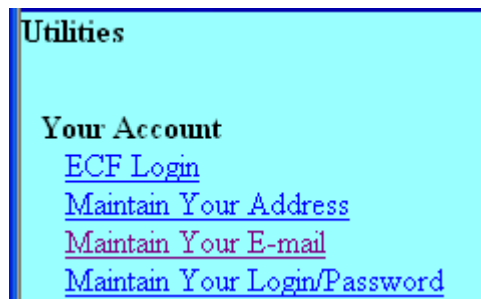 Utilities
Your Account
ECF Login
Maintain Your Address
Maintain Your E-mail
Maintain Your Login/Password